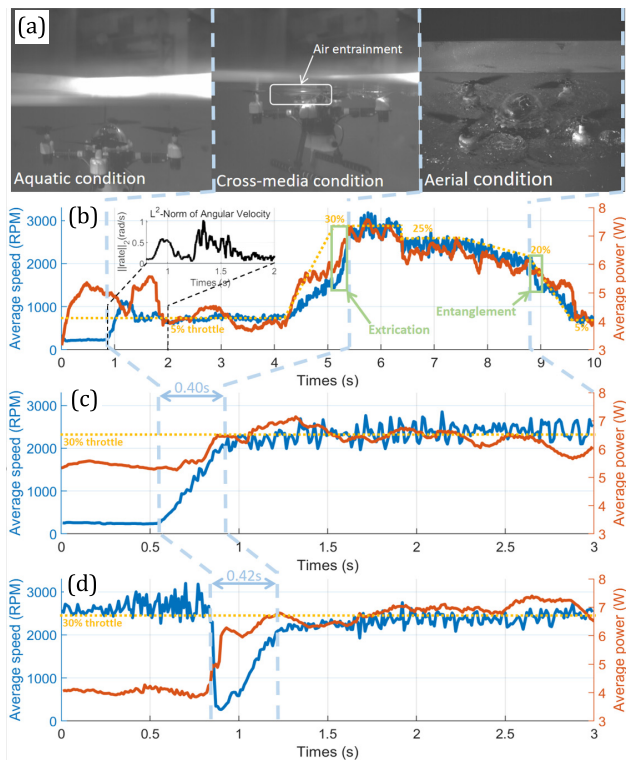 (a)
Air entrainment
Aquatic condition
Cross-media condition
Aerial condition
(b)
L²-Norm of Angular Velocity
||rate||₂(rad/s)
1
0.5
0
1
1.5
2
Times (s)
30%
25%
20%
5% throttle
5%
Extrication
Entanglement
Average speed (RPM)
3000
2000
1000
0
Average power (W)
8
7
6
5
4
3
0 1 2 3 4 5 6 7 8 9 10
Times (s)
0.40s
(c)
30% throttle
Average speed (RPM)
3000
2000
1000
0
Average power (W)
8
7
6
5
4
3
0 0.5 1 1.5 2 2.5 3
Times (s)
(d)
0.42s
30% throttle
Average speed (RPM)
3000
2000
1000
0
Average power (W)
8
7
6
5
4
3
0 0.5 1 1.5 2 2.5 3
Times (s)